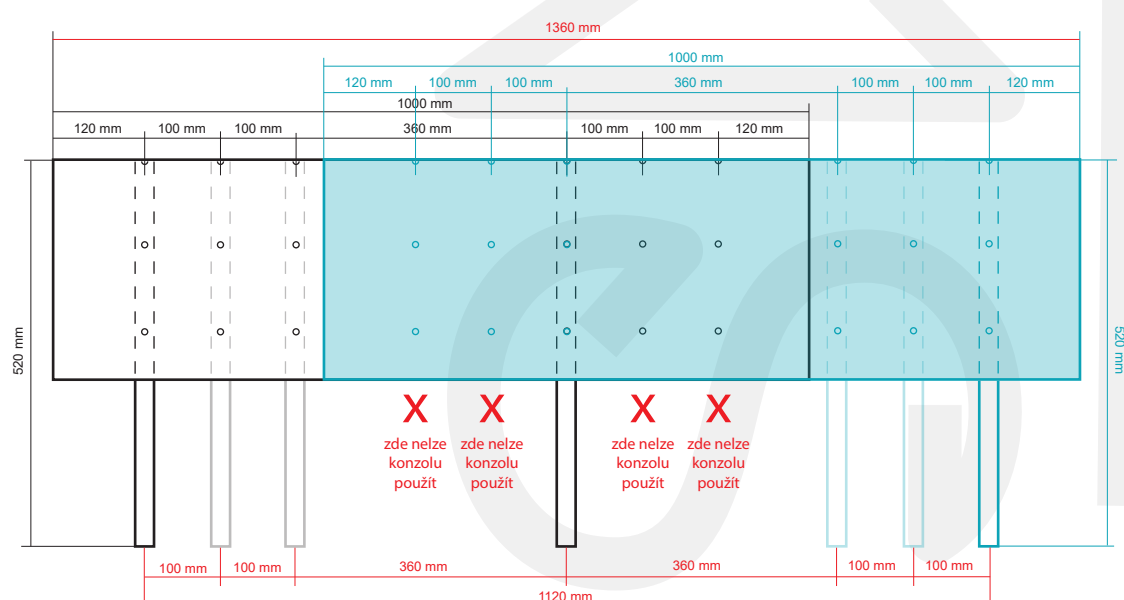 1360 mm
1000 mm
120 mm 100 mm 100 mm 360 mm 100 mm 100 mm 120 mm
1000 mm
120 mm 100 mm 100 mm 360 mm 100 mm 100 mm 120 mm
520 mm
520 mm
X X X X
zde nelze zde nelze zde nelze zde nelze
konzolu konzolu konzolu konzolu
použít použít použít použít
100 mm 100 mm 360 mm 360 mm 100 mm 100 mm
1120 mm